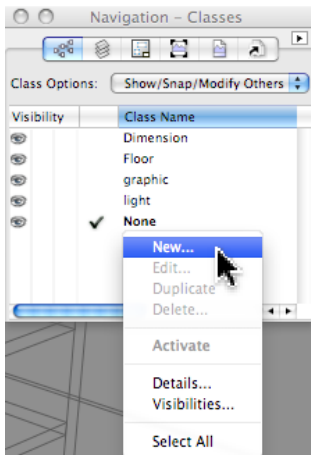 Navigation – Classes
Class Options: Show/Snap/Modify Others
Visibility Class Name
Dimension
Floor
graphic
light
None
New...
Edit...
Duplicate
Delete...
Activate
Details...
Visibilities...
Select All